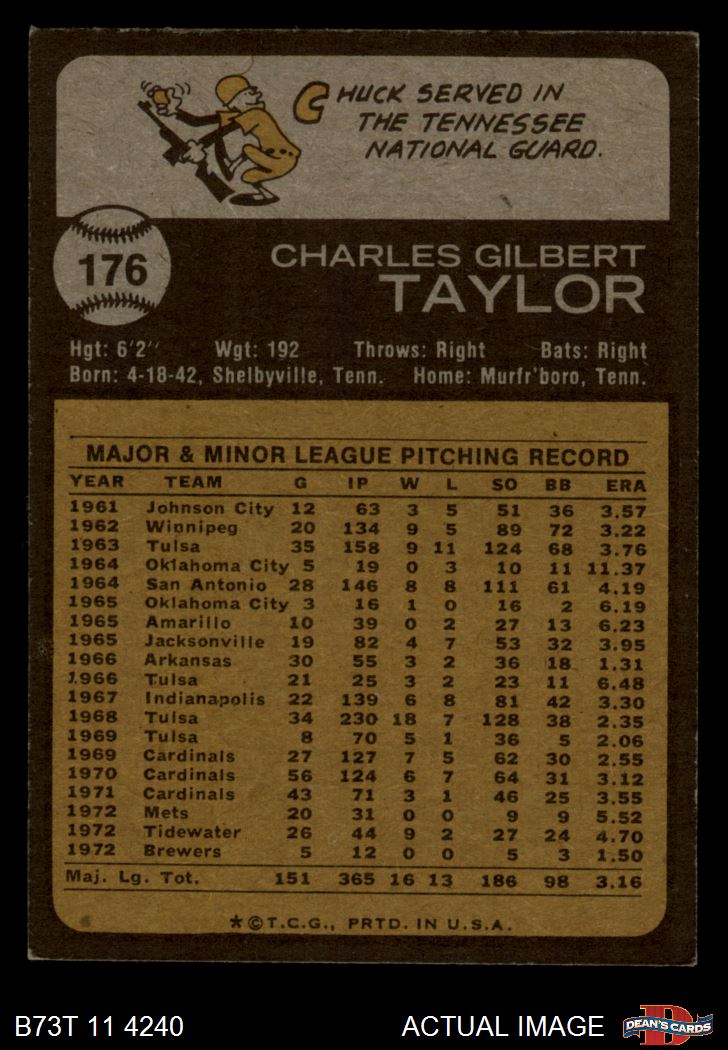 CHUCK SERVED IN
THE TENNESSEE
NATIONAL GUARD.
176
CHARLES GILBERT
TAYLOR
Hgt: 6'2" Wgt: 192 Throws: Right Bats: Right
Born: 4-18-42, Shelbyville, Tenn. Home: Murfr'boro, Tenn.
MAJOR & MINOR LEAGUE PITCHING RECORD
YEAR TEAM G IP W L SO BB ERA
1961 Johnson City 12 63 3 5 51 36 3.57
1962 Winnipeg 20 134 9 5 89 72 3.22
1963 Tulsa 35 158 9 11 124 68 3.76
1964 Oklahoma City 5 19 0 3 10 11 11.37
1964 San Antonio 28 146 8 8 111 61 4.19
1965 Oklahoma City 3 16 1 0 16 2 6.19
1965 Amarillo 10 39 0 2 27 13 6.23
1965 Jacksonville 19 82 4 7 53 32 3.95
1966 Arkansas 30 55 3 2 36 18 1.31
1966 Tulsa 21 25 3 2 23 11 6.48
1967 Indianapolis 22 139 6 8 81 42 3.30
1968 Tulsa 34 230 18 7 128 38 2.35
1969 Tulsa 8 70 5 1 36 5 2.06
1969 Cardinals 27 127 7 5 62 30 2.55
1970 Cardinals 56 124 6 7 64 31 3.12
1971 Cardinals 43 71 3 1 46 25 3.55
1972 Mets 20 31 0 0 9 9 5.52
1972 Tidewater 26 44 9 2 27 24 4.70
1972 Brewers 5 12 0 0 5 3 1.50
Maj. Lg. Tot. 151 365 16 13 186 98 3.16
*©T.C.G., PRTD. IN U.S.A.
B73T 11 4240 ACTUAL IMAGE
D
DEAN'S CARDS